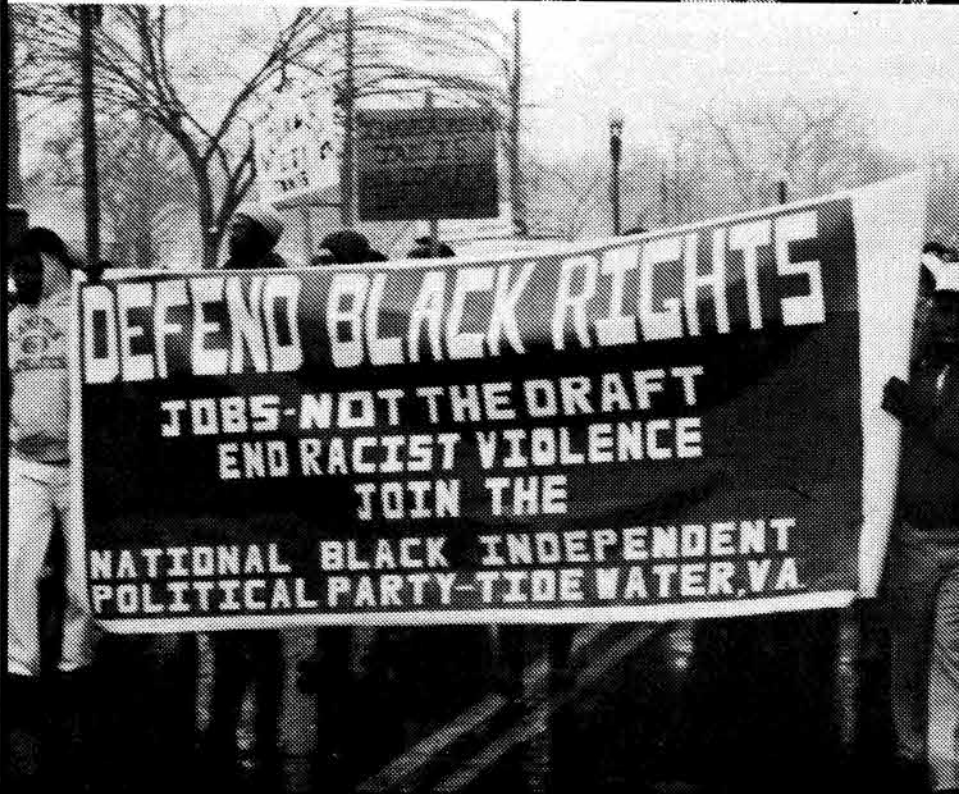 DEFEND BLACK RIGHTS
JOBS-NOT THE DRAFT
END RACIST VIOLENCE
JOIN THE
NATIONAL BLACK INDEPENDENT
POLITICAL PARTY-TIDE WATER, VA